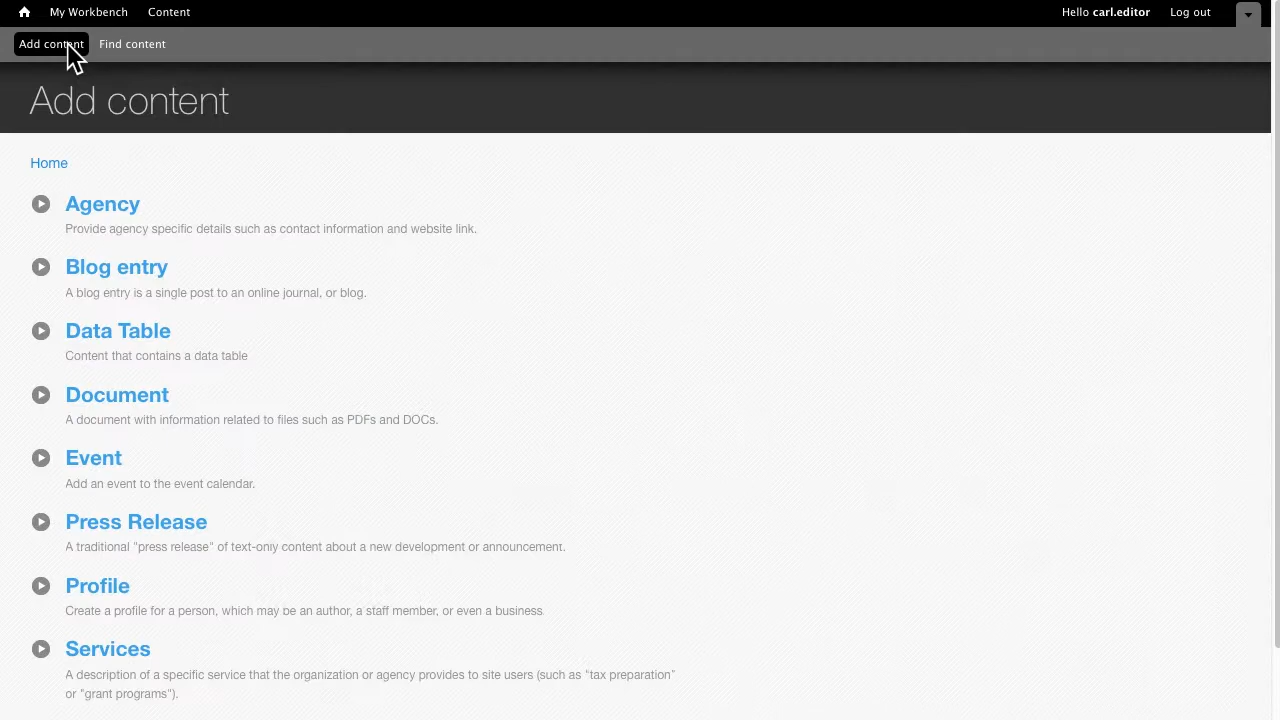 My Workbench Content Hello carl.editor Log out
Add content Find content
Add content
Home
Agency
Provide agency specific details such as contact information and website link.
Blog entry
A blog entry is a single post to an online journal, or blog.
Data Table
Content that contains a data table
Document
A document with information related to files such as PDFs and DOCs.
Event
Add an event to the event calendar.
Press Release
A traditional "press release" of text-only content about a new development or announcement.
Profile
Create a profile for a person, which may be an author, a staff member, or even a business.
Services
A description of a specific service that the organization or agency provides to site users (such as "tax preparation"
or "grant programs").